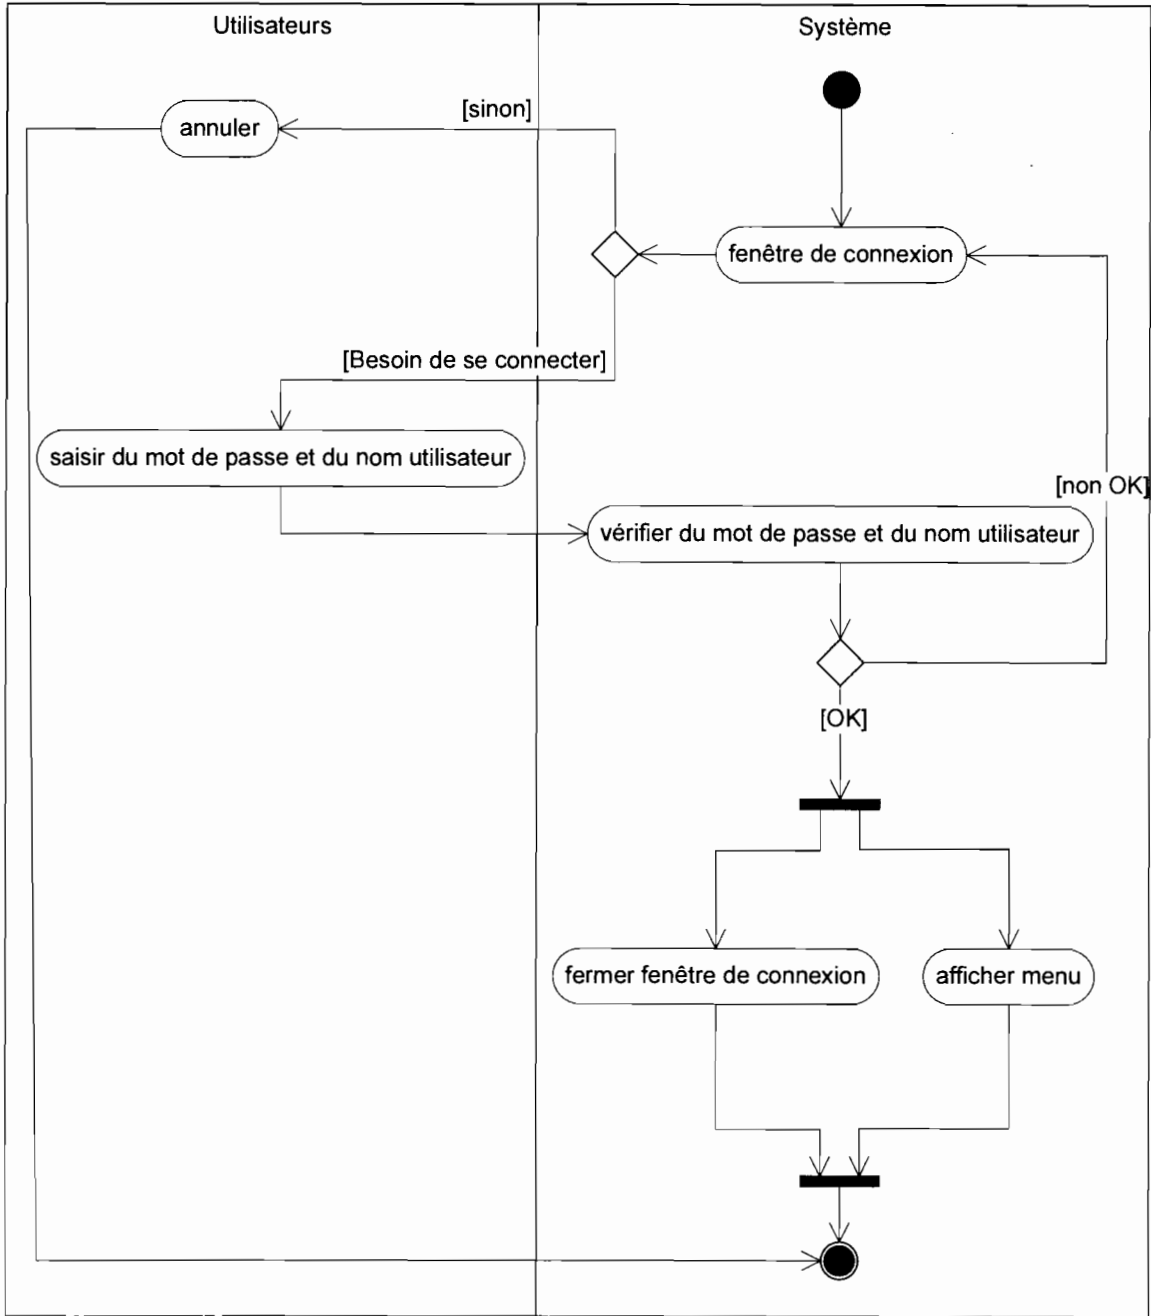 Utilisateurs
Système
[sinon]
annuler
fenêtre de connexion
[Besoin de se connecter]
saisir du mot de passe et du nom utilisateur
[non OK]
vérifier du mot de passe et du nom utilisateur
[OK]
fermer fenêtre de connexion
afficher menu